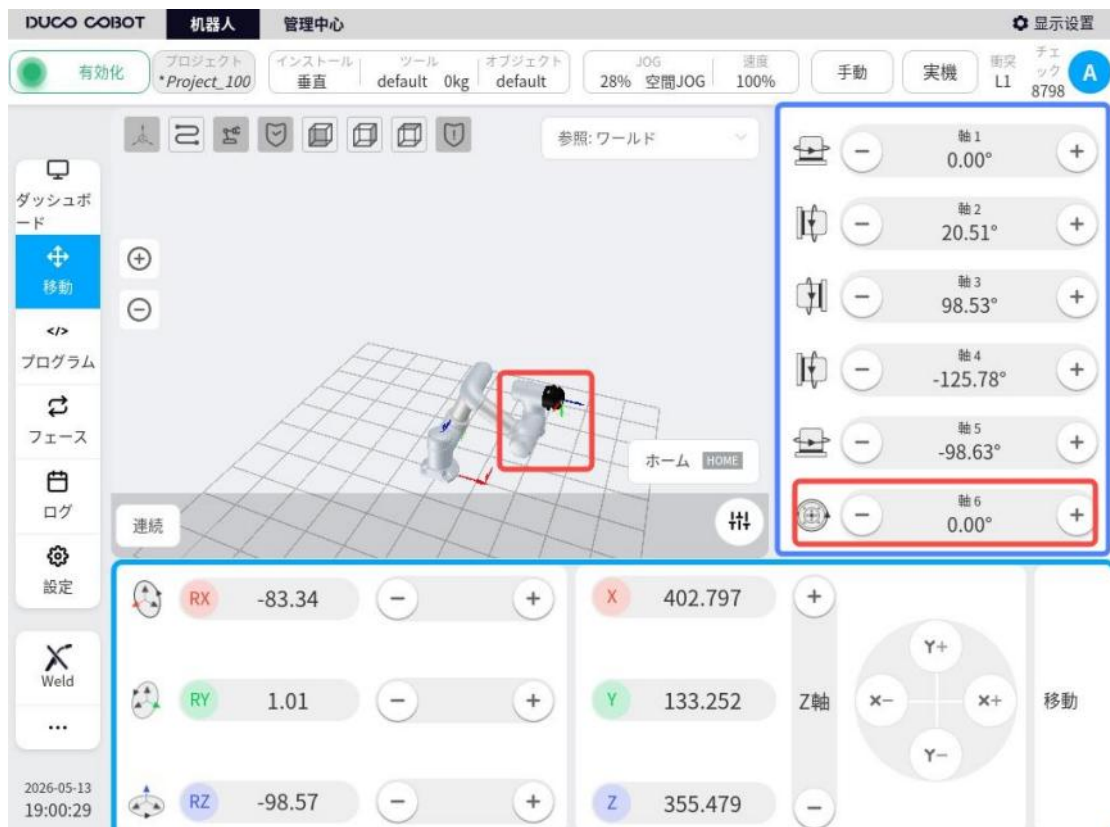 DUCO COBOT 机器人 管理中心 显示设置
有効化
プロジェクト
*Project_100
インストール ツール オブジェクト
垂直 default 0kg default
JOG 速度
28% 空間JOG 100%
手動
実機
衝突
L1
チェ
ック
8798
A
ダッシュボ
ード
移動
</>
プログラム
フェース
ログ
設定
Weld
...
2026-05-13
19:00:29
参照: ワールド
ホーム HOME
連続
軸 1
− 0.00° +
軸 2
− 20.51° +
軸 3
− 98.53° +
軸 4
− -125.78° +
軸 5
− -98.63° +
軸 6
− 0.00° +
RX -83.34 − +
RY 1.01 − +
RZ -98.57 − +
X 402.797
Y 133.252
Z 355.479
+
Z軸
−
Y+
X− X+
Y−
移動